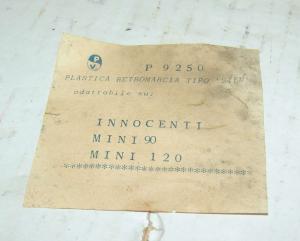 P V
P 9250
PLASTICA RETROMARCIA TIPO
adattabile su:
INNOCENTI
MINI 90
MINI 120
***************************